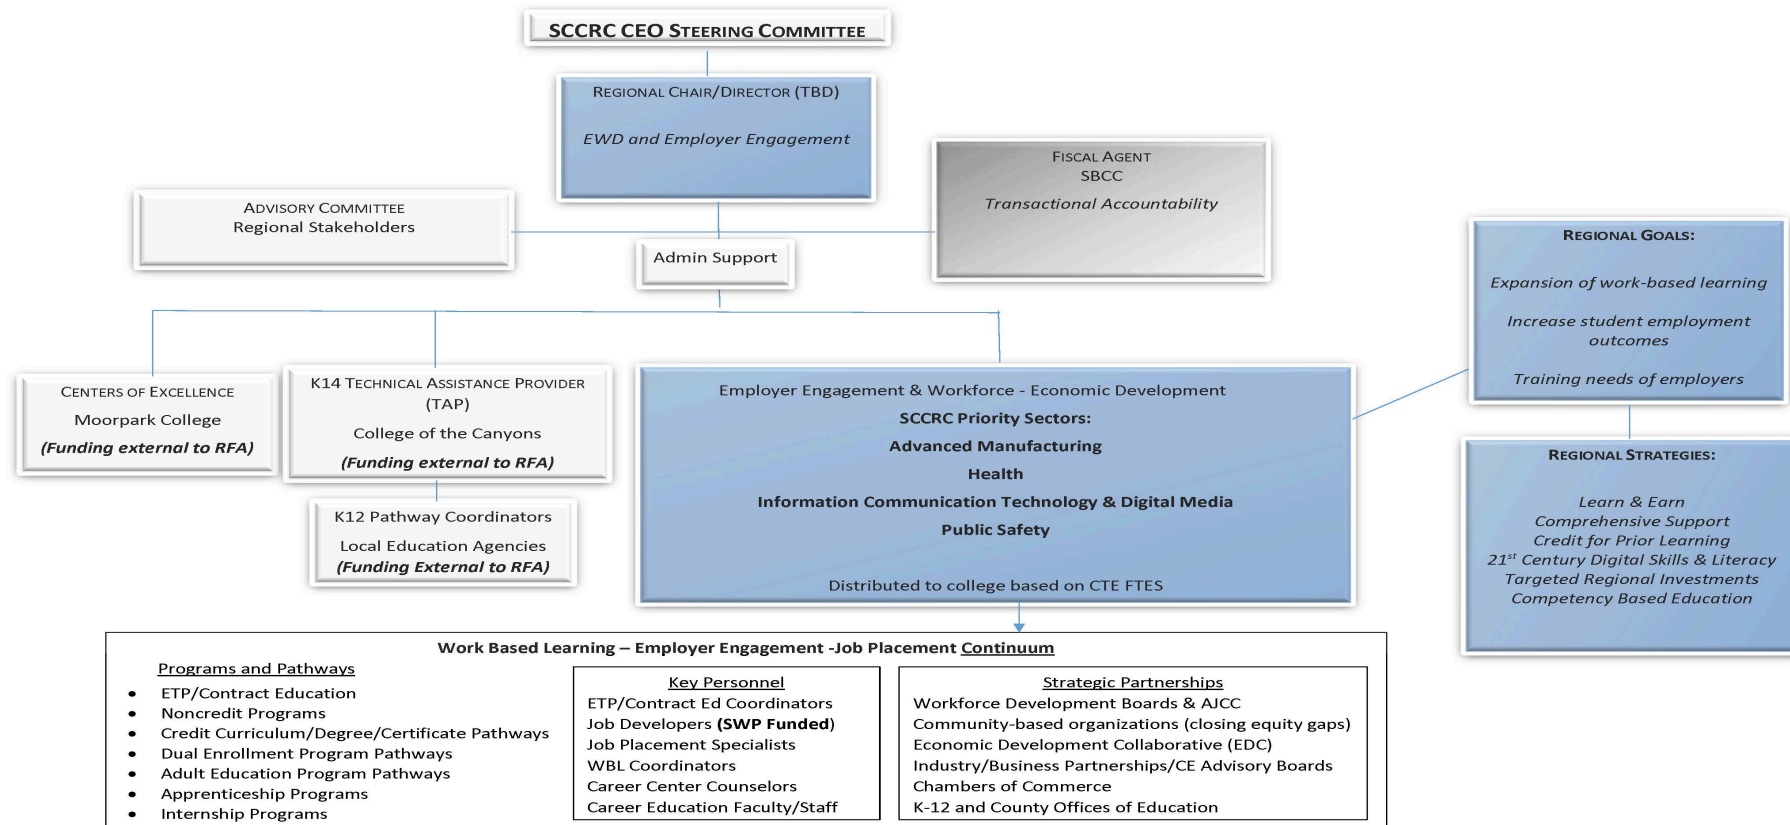 SCCRC CEO STEERING COMMITTEE
REGIONAL CHAIR/DIRECTOR (TBD)
EWD and Employer Engagement
FISCAL AGENT
SBCC
Transactional Accountability
ADVISORY COMMITTEE
Regional Stakeholders
Admin Support
REGIONAL GOALS:
Expansion of work-based learning
Increase student employment
outcomes
Training needs of employers
CENTERS OF EXCELLENCE
Moorpark College
(Funding external to RFA)
K14 TECHNICAL ASSISTANCE PROVIDER
(TAP)
College of the Canyons
(Funding external to RFA)
K12 Pathway Coordinators
Local Education Agencies
(Funding External to RFA)
Employer Engagement & Workforce - Economic Development
SCCRC Priority Sectors:
Advanced Manufacturing
Health
Information Communication Technology & Digital Media
Public Safety
Distributed to college based on CTE FTES
REGIONAL STRATEGIES:
Learn & Earn
Comprehensive Support
Credit for Prior Learning
21st Century Digital Skills & Literacy
Targeted Regional Investments
Competency Based Education
Work Based Learning – Employer Engagement -Job Placement Continuum
Programs and Pathways
• ETP/Contract Education
• Noncredit Programs
• Credit Curriculum/Degree/Certificate Pathways
• Dual Enrollment Program Pathways
• Adult Education Program Pathways
• Apprenticeship Programs
• Internship Programs
Key Personnel
ETP/Contract Ed Coordinators
Job Developers (SWP Funded)
Job Placement Specialists
WBL Coordinators
Career Center Counselors
Career Education Faculty/Staff
Strategic Partnerships
Workforce Development Boards & AJCC
Community-based organizations (closing equity gaps)
Economic Development Collaborative (EDC)
Industry/Business Partnerships/CE Advisory Boards
Chambers of Commerce
K-12 and County Offices of Education